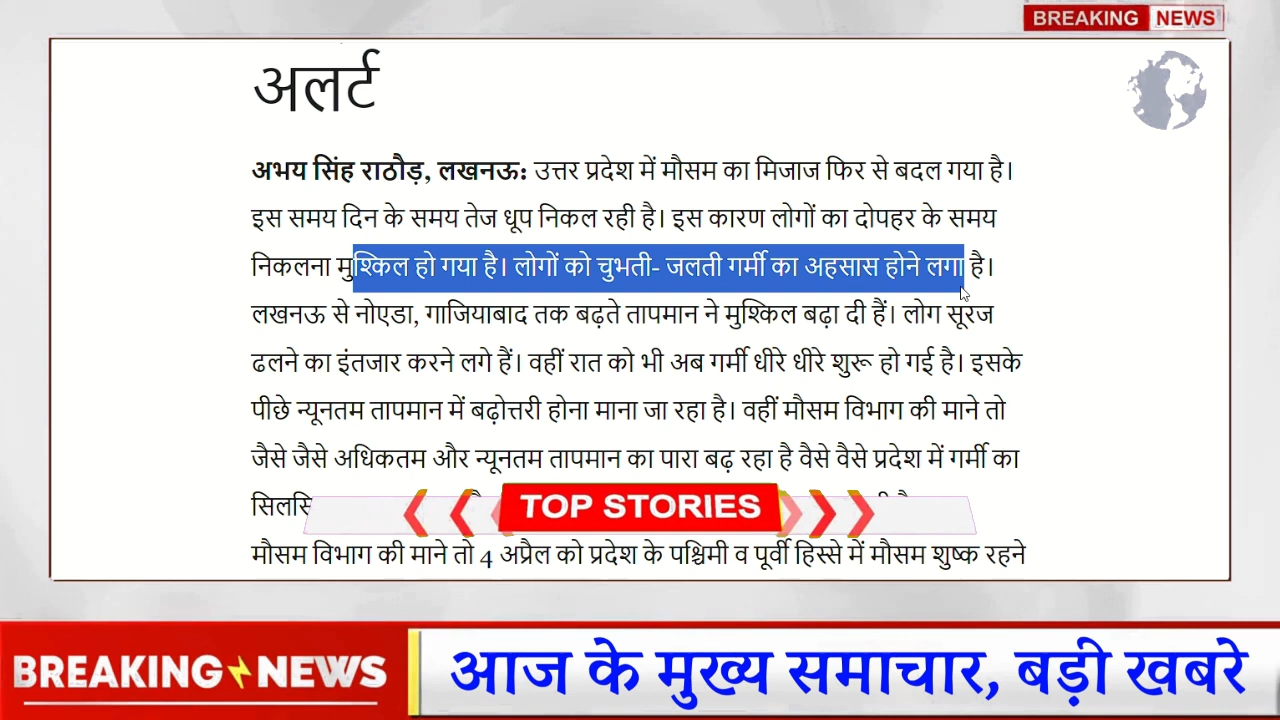 BREAKING NEWS
अलर्ट
अभय सिंह राठौड़, लखनऊ: उत्तर प्रदेश में मौसम का मिजाज फिर से बदल गया है।
इस समय दिन के समय तेज धूप निकल रही है। इस कारण लोगों का दोपहर के समय
निकलना मुश्किल हो गया है। लोगों को चुभती- जलती गर्मी का अहसास होने लगा है।
लखनऊ से नोएडा, गाजियाबाद तक बढ़ते तापमान ने मुश्किल बढ़ा दी हैं। लोग सूरज
ढलने का इंतजार करने लगे हैं। वहीं रात को भी अब गर्मी धीरे धीरे शुरू हो गई है। इसके
पीछे न्यूनतम तापमान में बढ़ोत्तरी होना माना जा रहा है। वहीं मौसम विभाग की माने तो
जैसे जैसे अधिकतम और न्यूनतम तापमान का पारा बढ़ रहा है वैसे वैसे प्रदेश में गर्मी का
TOP STORIES
मौसम विभाग की माने तो 4 अप्रैल को प्रदेश के पश्चिमी व पूर्वी हिस्से में मौसम शुष्क रहने
BREAKING NEWS
आज के मुख्य समाचार, बड़ी खबरे